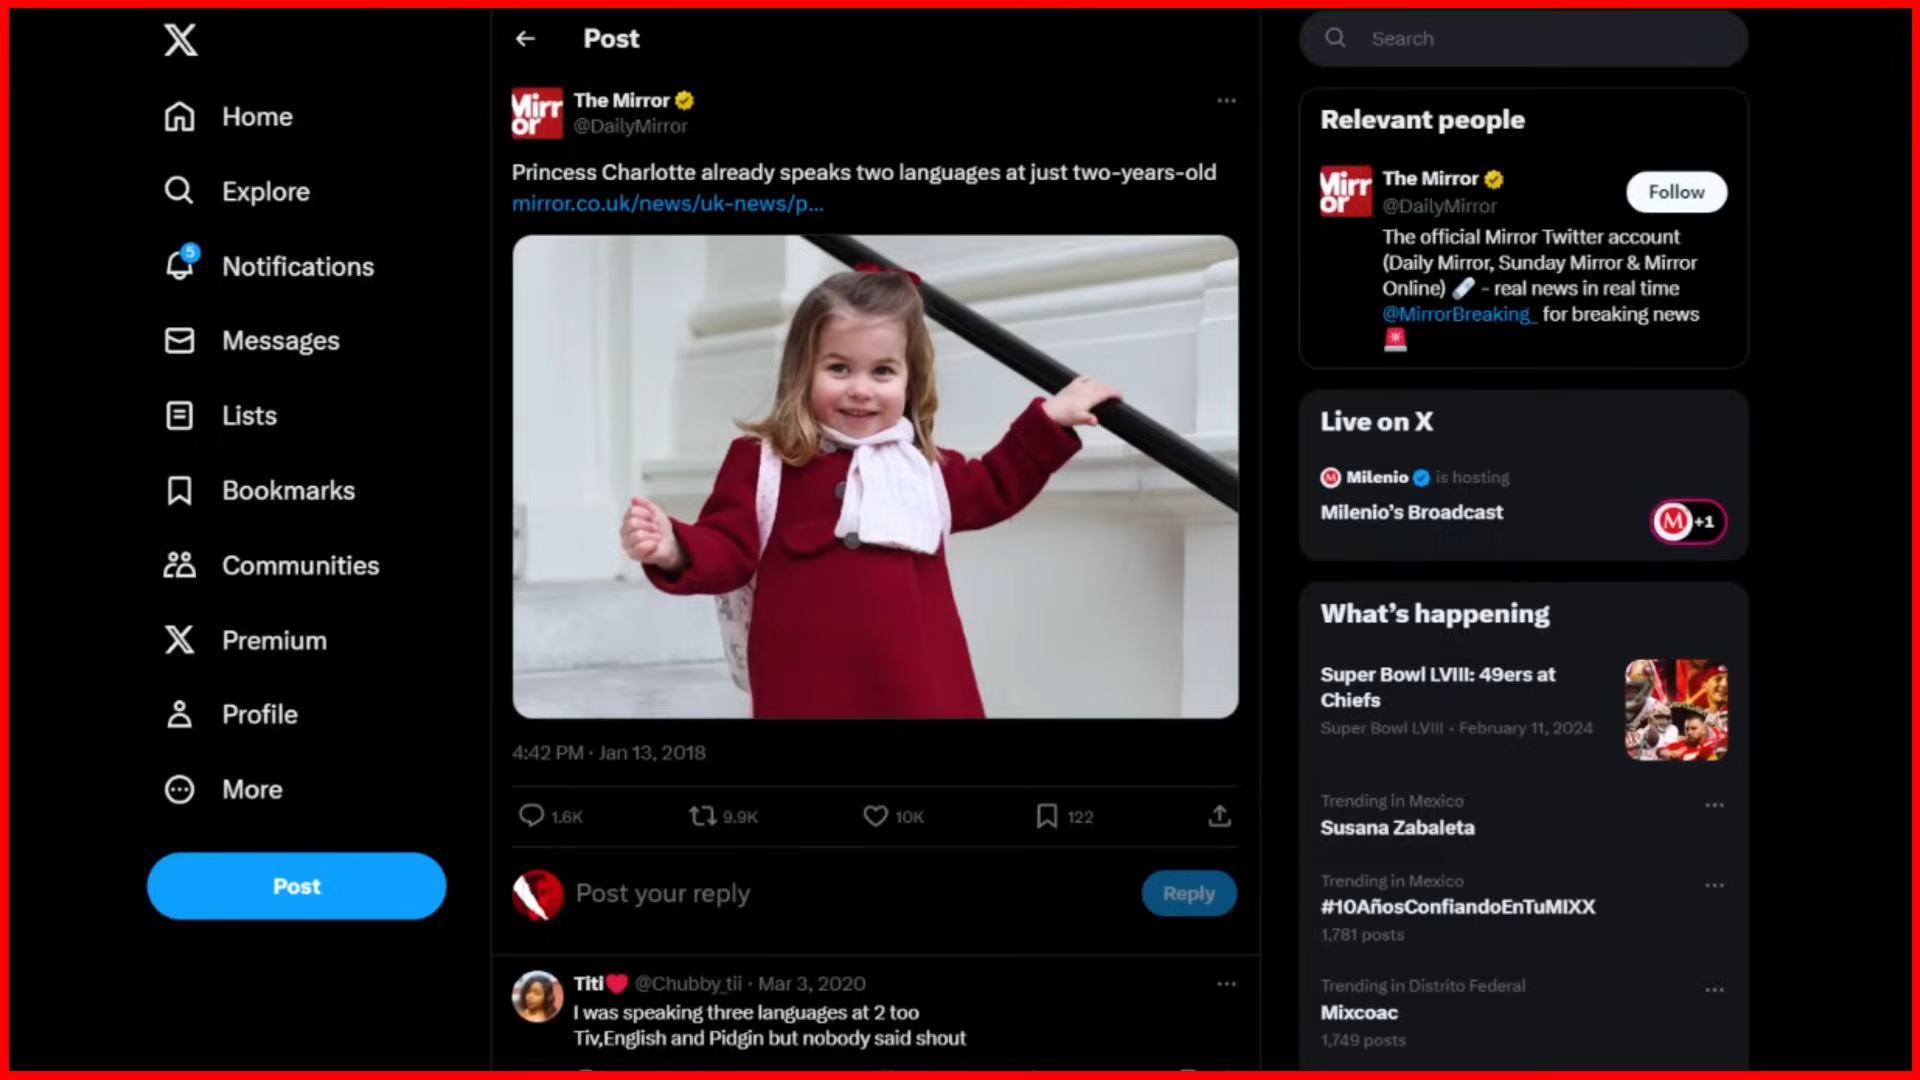 Home
Explore
5
Notifications
Messages
Lists
Bookmarks
Communities
Premium
Profile
More
Post
Post
Mirr
or
The Mirror
@DailyMirror
Princess Charlotte already speaks two languages at just two-years-old
mirror.co.uk/news/uk-news/p...
4:42 PM · Jan 13, 2018
1.6K
9.9K
10K
122
Post your reply
Reply
Titi @Chubby_tii · Mar 3, 2020
I was speaking three languages at 2 too
Tiv,English and Pidgin but nobody said shout
Search
Relevant people
Mirr
or
The Mirror
@DailyMirror
Follow
The official Mirror Twitter account
(Daily Mirror, Sunday Mirror & Mirror
Online) - real news in real time
@MirrorBreaking_ for breaking news
Live on X
M Milenio is hosting
Milenio's Broadcast
M +1
What's happening
Super Bowl LVIII: 49ers at
Chiefs
Super Bowl LVIII · February 11, 2024
Trending in Mexico
Susana Zabaleta
Trending in Mexico
#10AñosConfiandoEnTuMIXX
1,781 posts
Trending in Distrito Federal
Mixcoac
1,749 posts